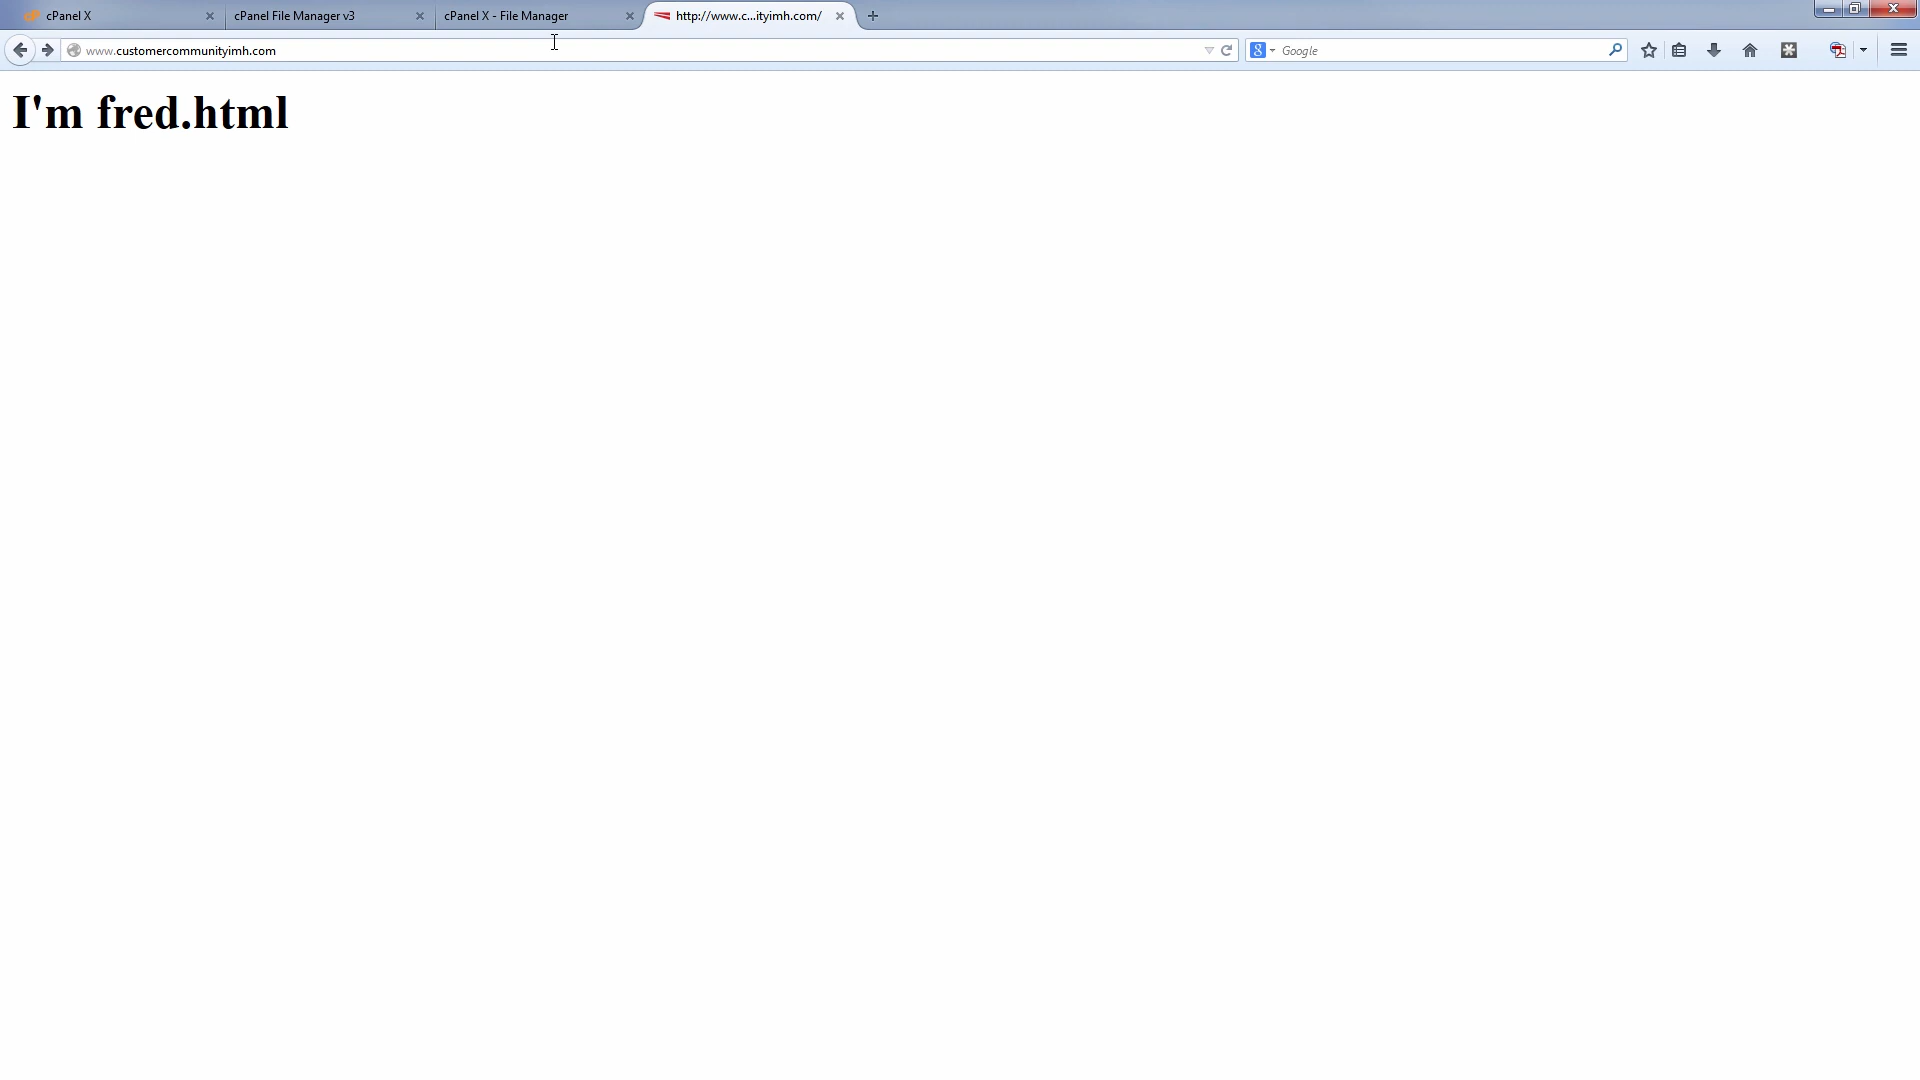 cPanel X
cPanel File Manager v3
cPanel X - File Manager
http://www.c...ityimh.com/
www.customercommunityimh.com
Google
I'm fred.html